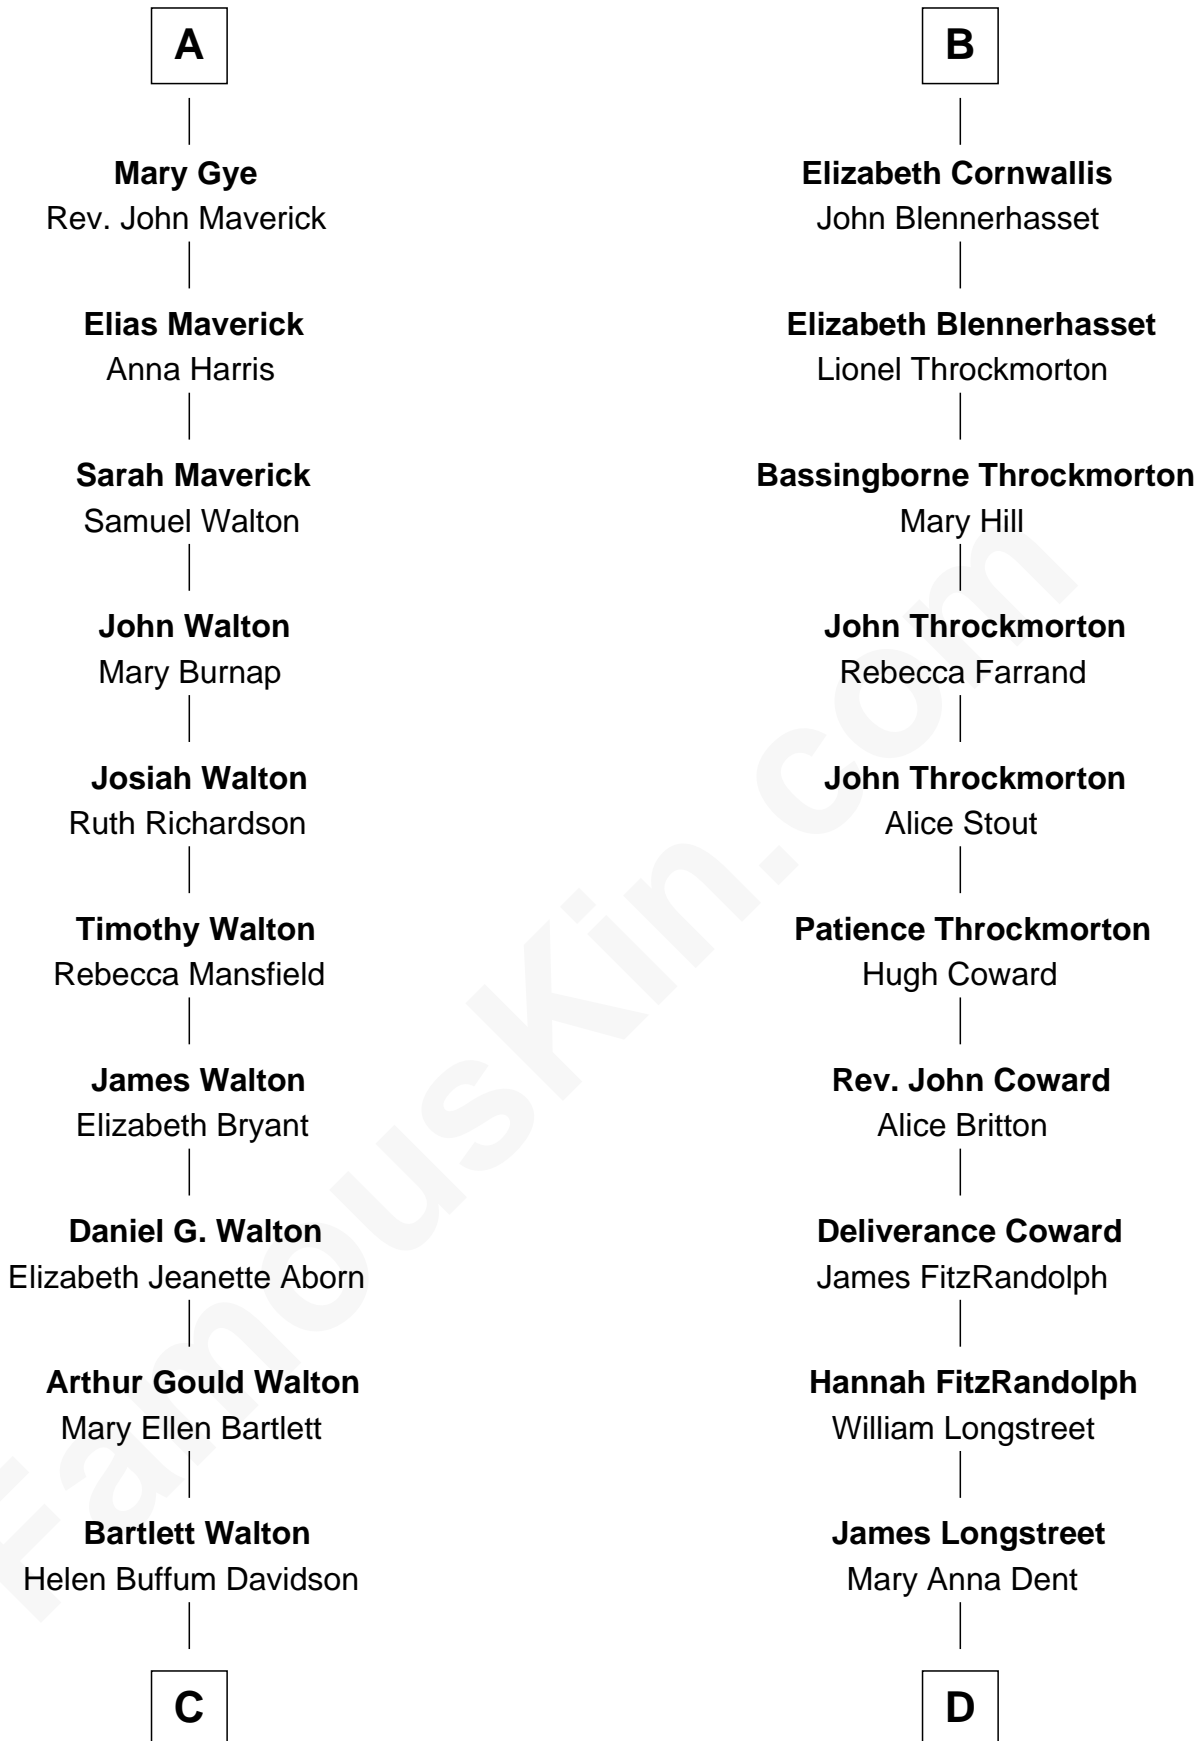 A
Mary Gye
Rev. John Maverick
Elias Maverick
Anna Harris
Sarah Maverick
Samuel Walton
John Walton
Mary Burnap
Josiah Walton
Ruth Richardson
Timothy Walton
Rebecca Mansfield
James Walton
Elizabeth Bryant
Daniel G. Walton
Elizabeth Jeanette Aborn
Arthur Gould Walton
Mary Ellen Bartlett
Bartlett Walton
Helen Buffum Davidson
C
B
Elizabeth Cornwallis
John Blennerhasset
Elizabeth Blennerhasset
Lionel Throckmorton
Bassingborne Throckmorton
Mary Hill
John Throckmorton
Rebecca Farrand
John Throckmorton
Alice Stout
Patience Throckmorton
Hugh Coward
Rev. John Coward
Alice Britton
Deliverance Coward
James FitzRandolph
Hannah FitzRandolph
William Longstreet
James Longstreet
Mary Anna Dent
D
FamousKin.com